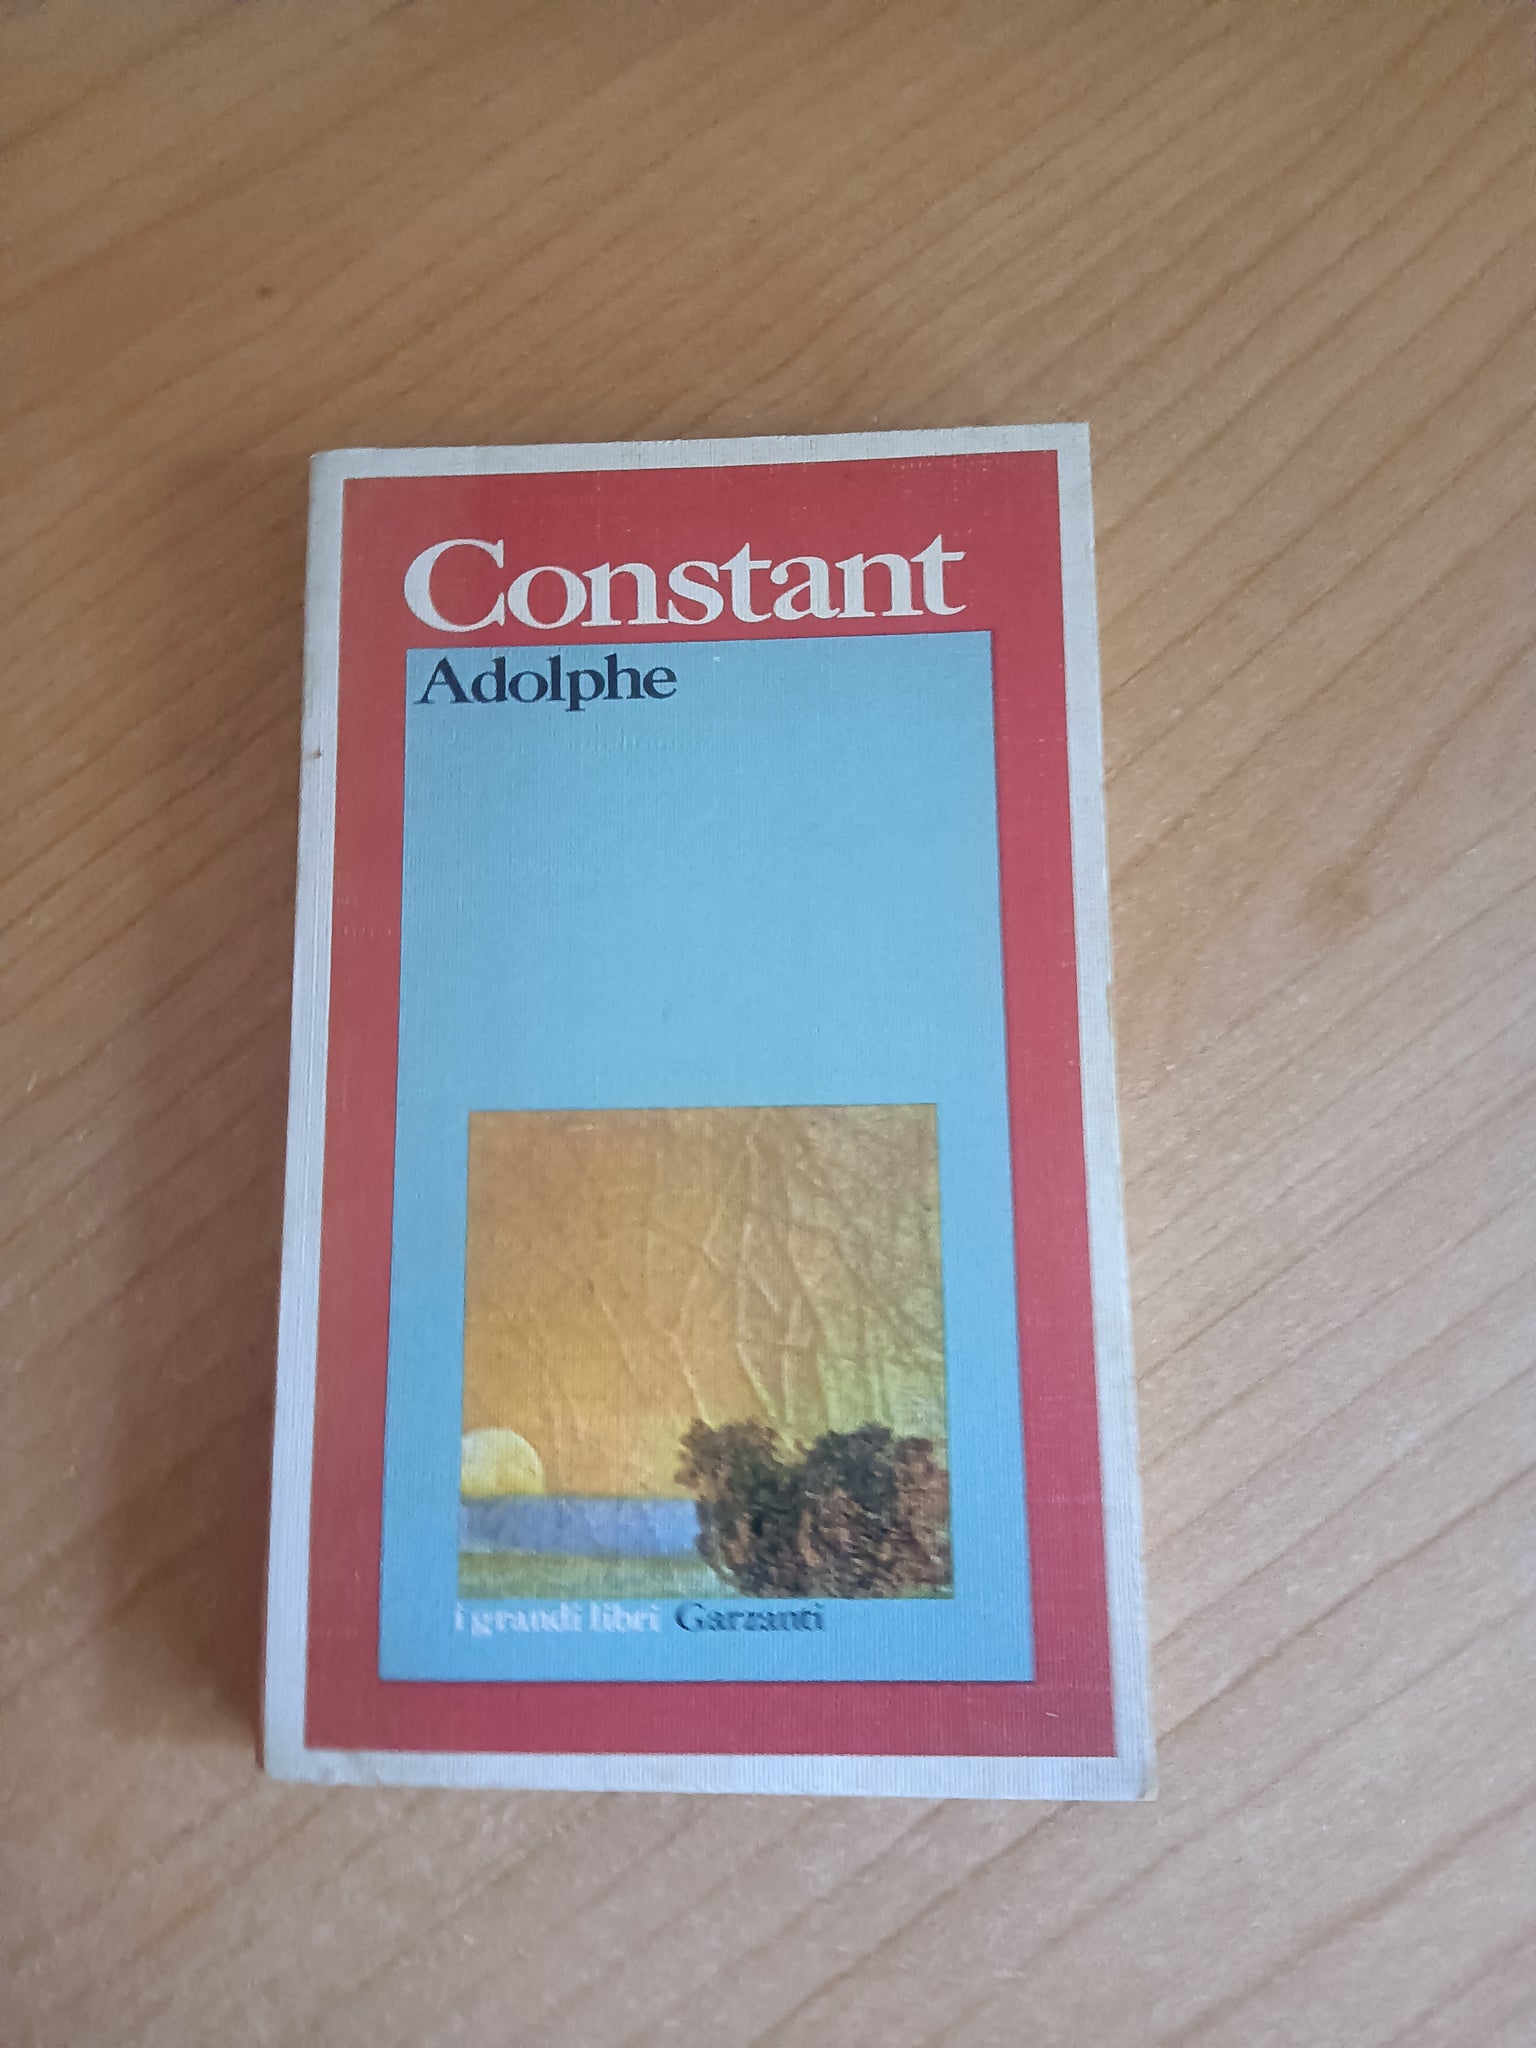 Constant
Adolphe
i grandi libri Garzanti